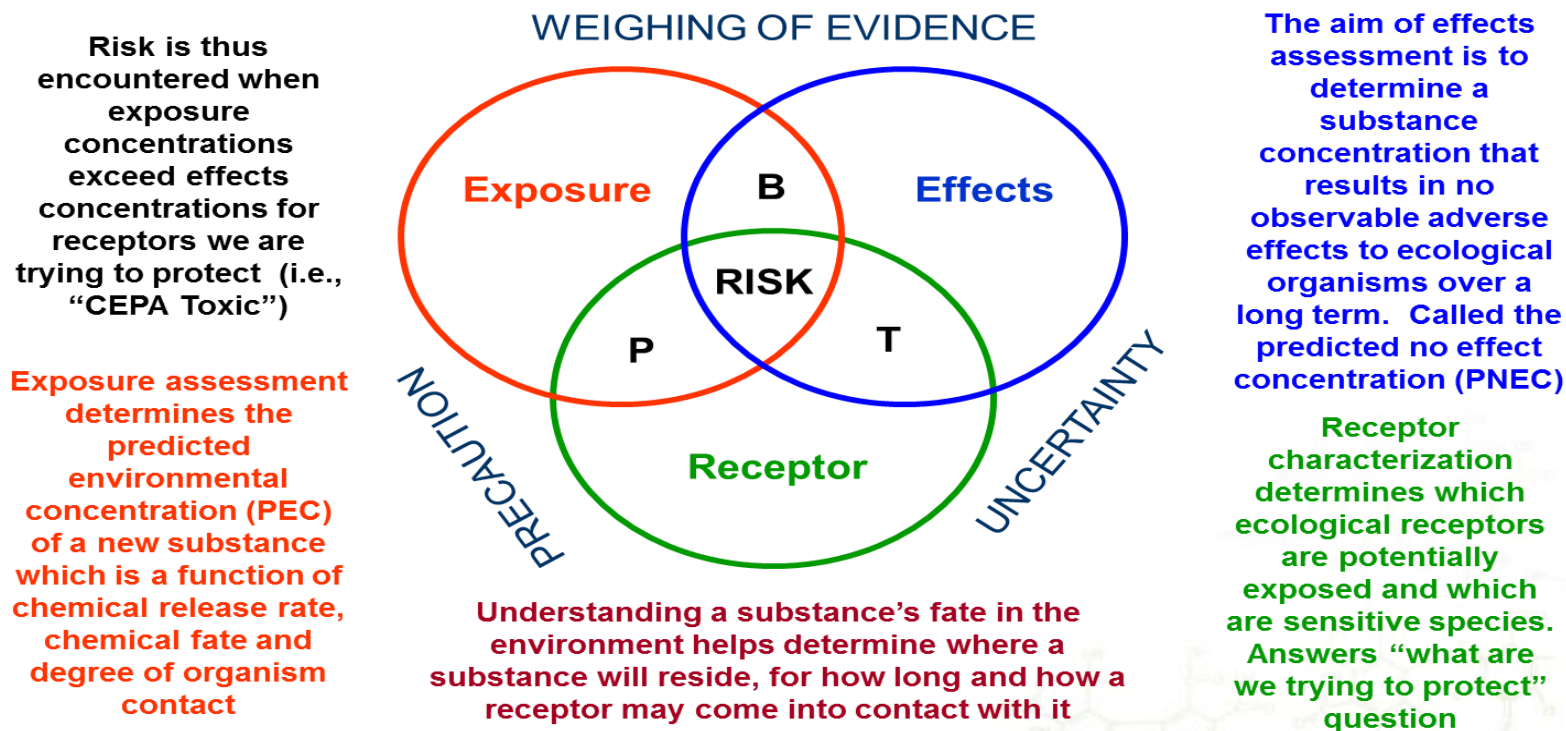 WEIGHING OF EVIDENCE
Risk is thus
encountered when
exposure
concentrations
exceed effects
concentrations for
receptors we are
trying to protect (i.e.,
“CEPA Toxic”)
Exposure assessment
determines the
predicted
environmental
concentration (PEC)
of a new substance
which is a function of
chemical release rate,
chemical fate and
degree of organism
contact
Exposure
B
Effects
RISK
P
T
Receptor
PRECAUTION
UNCERTAINTY
Understanding a substance’s fate in the
environment helps determine where a
substance will reside, for how long and how a
receptor may come into contact with it
The aim of effects
assessment is to
determine a
substance
concentration that
results in no
observable adverse
effects to ecological
organisms over a
long term. Called the
predicted no effect
concentration (PNEC)
Receptor
characterization
determines which
ecological receptors
are potentially
exposed and which
are sensitive species.
Answers “what are
we trying to protect”
question